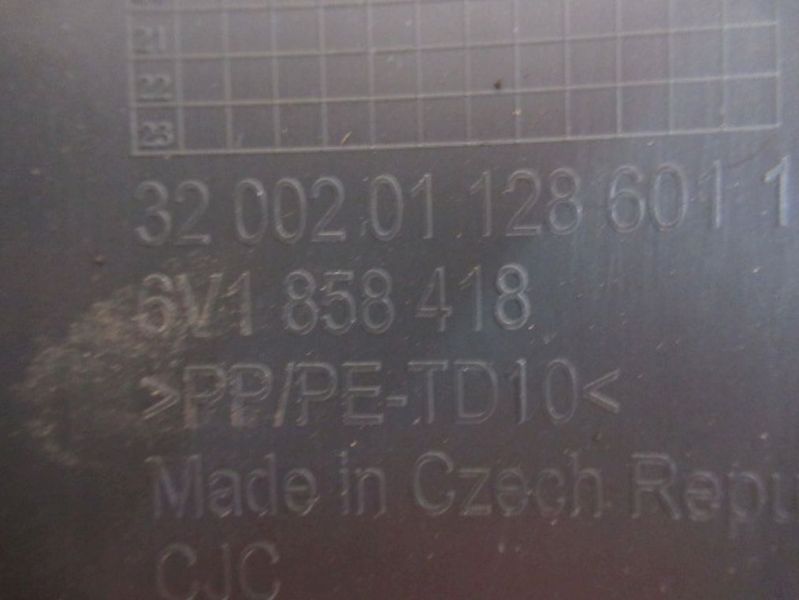 21
22
23
32 002 01 128 601 1
6V1 858 418
>PP/PE-TD10<
Made in Czech Repu
CJC